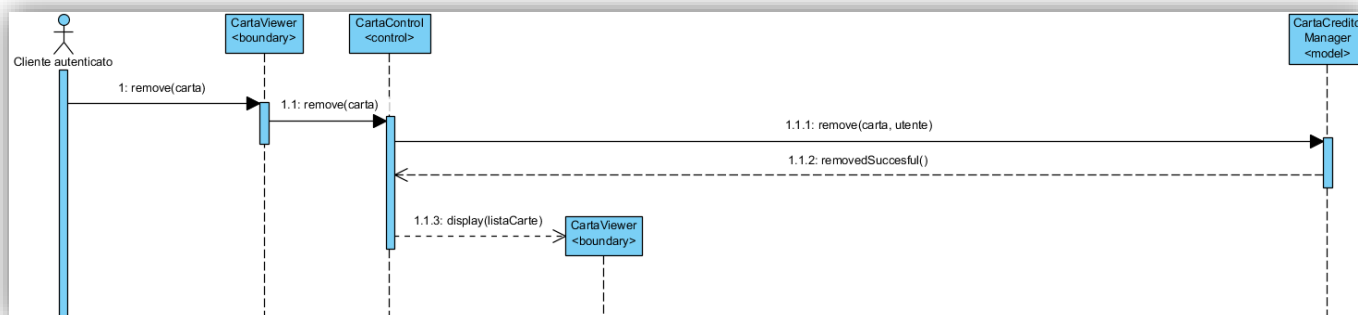 CartaViewer
<boundary>
CartaControl
<control>
CartaCredito
Manager
<model>
Cliente autenticato
1: remove(carta)
1.1: remove(carta)
1.1.1: remove(carta, utente)
1.1.2: removedSuccesful()
1.1.3: display(listaCarte)
CartaViewer
<boundary>